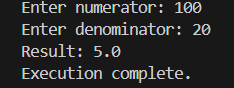 Enter numerator: 100
Enter denominator: 20
Result: 5.0
Execution complete.